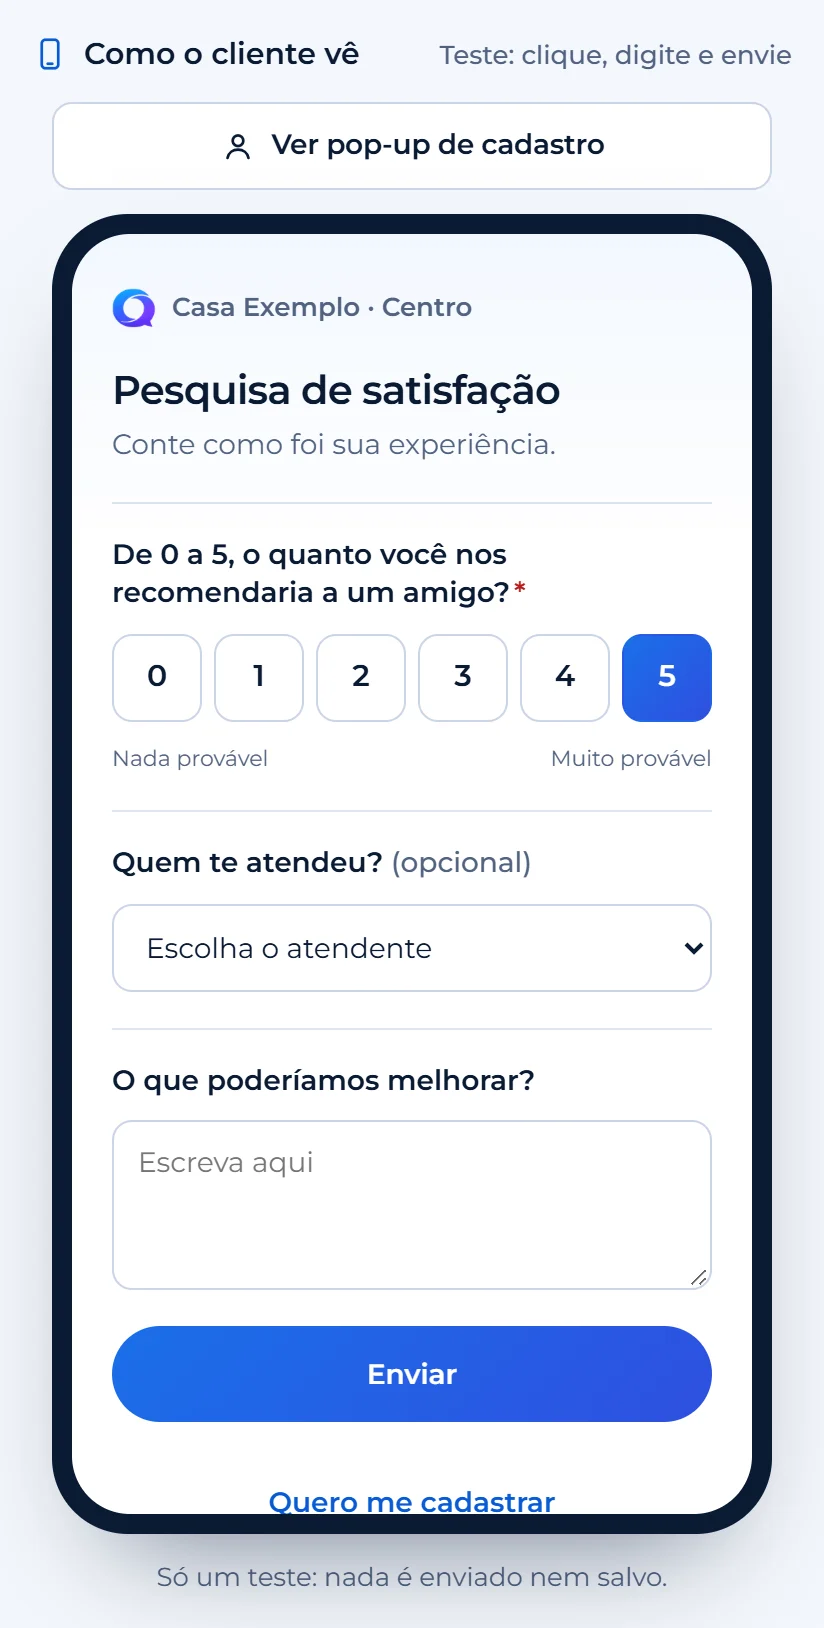 Como o cliente vê
Teste: clique, digite e envie
Ver pop-up de cadastro
Casa Exemplo · Centro
Pesquisa de satisfação
Conte como foi sua experiência.
De 0 a 5, o quanto você nos
recomendaria a um amigo?*
0 1 2 3 4 5
Nada provável Muito provável
Quem te atendeu? (opcional)
Escolha o atendente
O que poderíamos melhorar?
Escreva aqui
Enviar
Quero me cadastrar
Só um teste: nada é enviado nem salvo.